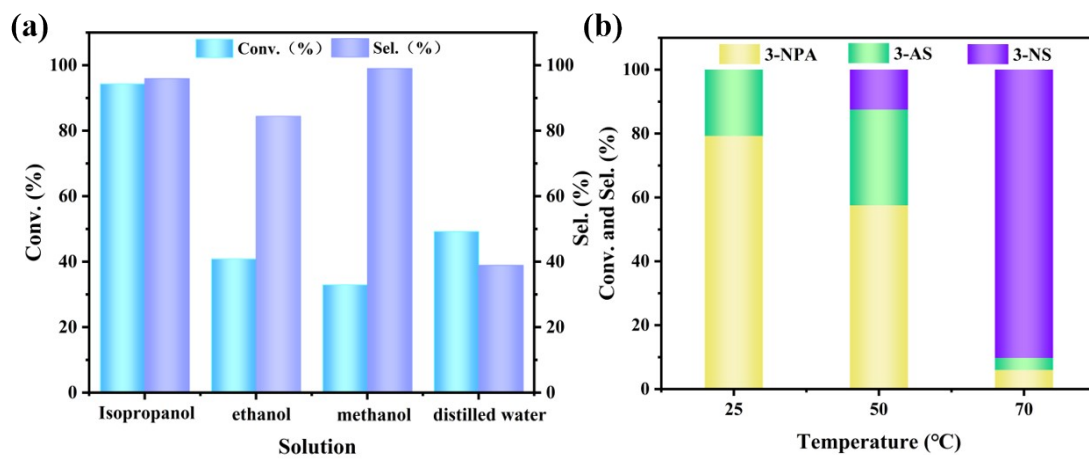 (a)
Conv.（%） Sel.（%）
Conv. (%)
100
80
60
40
20
0
100
80
60
40
20
0
Sel. (%)
Isopropanol ethanol methanol distilled water
Solution
(b)
3-NPA 3-AS 3-NS
Conv. and Sel. (%)
100
80
60
40
20
0
25 50 70
Temperature (℃)